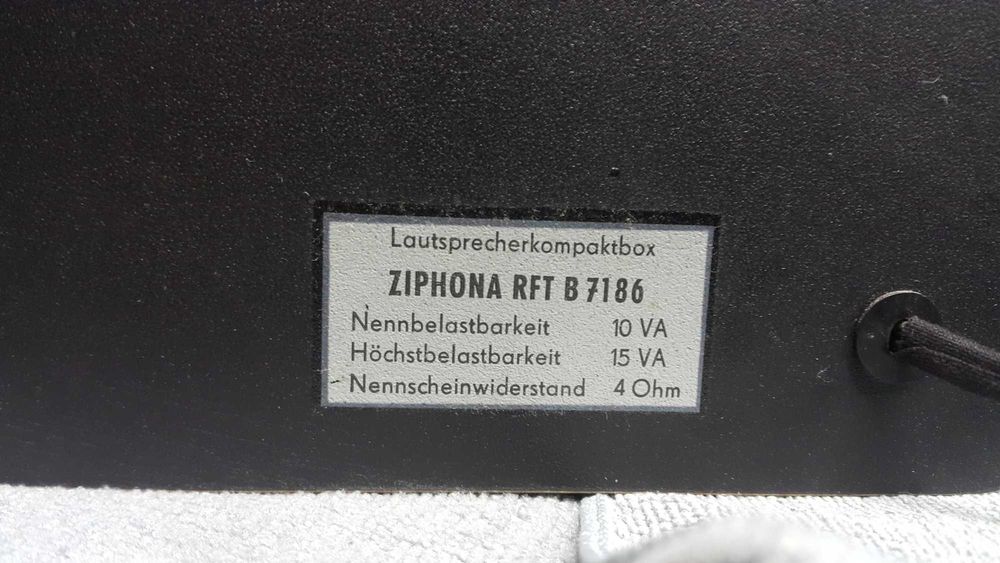 Lautsprecherkompaktbox
ZIPHONA RFT B 7186
Nennbelastbarkeit 10 VA
Höchstbelastbarkeit 15 VA
Nennscheinwiderstand 4 Ohm